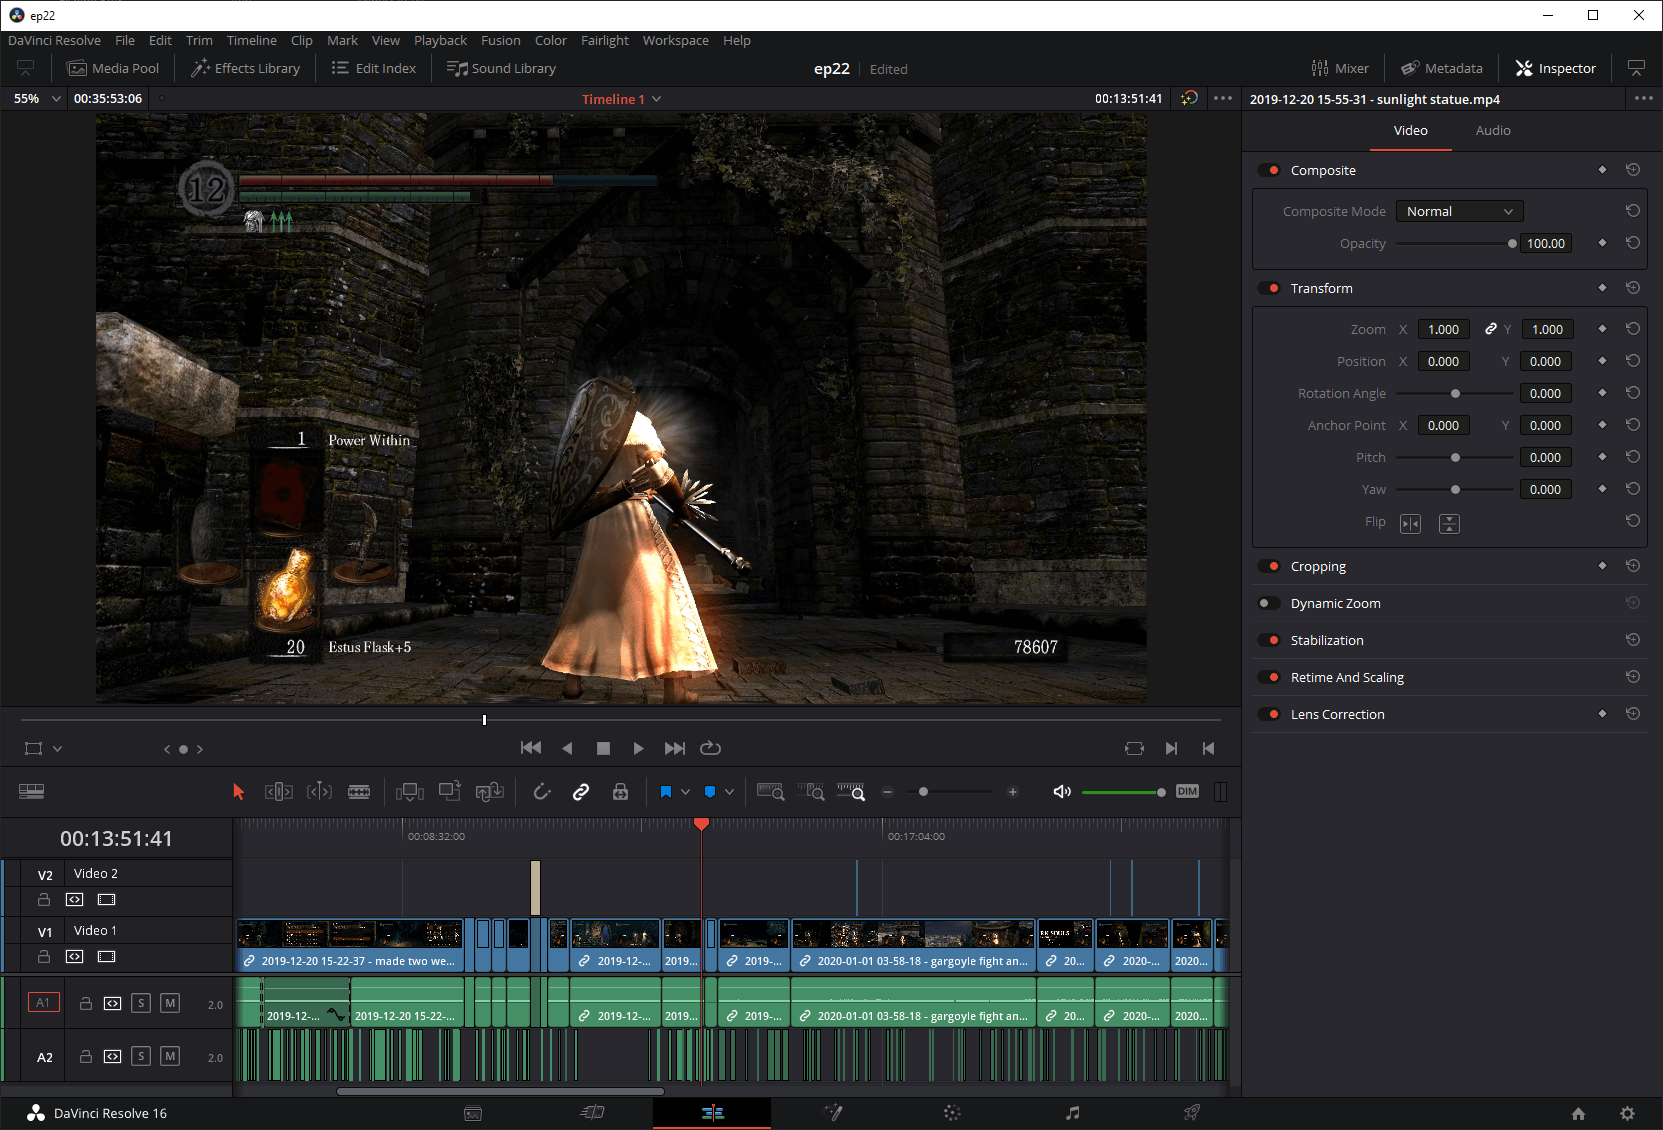 ep22
DaVinci Resolve File Edit Trim Timeline Clip Mark View Playback Fusion Color Fairlight Workspace Help
Media Pool Effects Library Edit Index Sound Library ep22 Edited Mixer Metadata Inspector
55% 00:35:53:06 Timeline 1 00:13:51:41 2019-12-20 15-55-31 - sunlight statue.mp4
Video Audio
Composite
Composite Mode Normal
Opacity 100.00
Transform
Zoom X 1.000 Y 1.000
Position X 0.000 Y 0.000
Rotation Angle 0.000
Anchor Point X 0.000 Y 0.000
Pitch 0.000
Yaw 0.000
Flip
Cropping
Dynamic Zoom
Stabilization
Retime And Scaling
Lens Correction
12
1 Power Within
20 Estus Flask+5
78607
DIM
00:13:51:41 00:08:32:00 00:17:04:00
V2 Video 2
V1 Video 1
2019-12-20 15-22-37 - made two we... 2019-12-... 2019... 2019-... 2020-01-01 03-58-18 - gargoyle fight an... 20... 2020-... 2020...
A1 S M 2.0
2019-12-... 2019-12-20 15-22-... 2019-12-... 2019... 2019-... 2020-01-01 03-58-18 - gargoyle fight an... 20... 2020-... 2020...
A2 S M 2.0
DaVinci Resolve 16